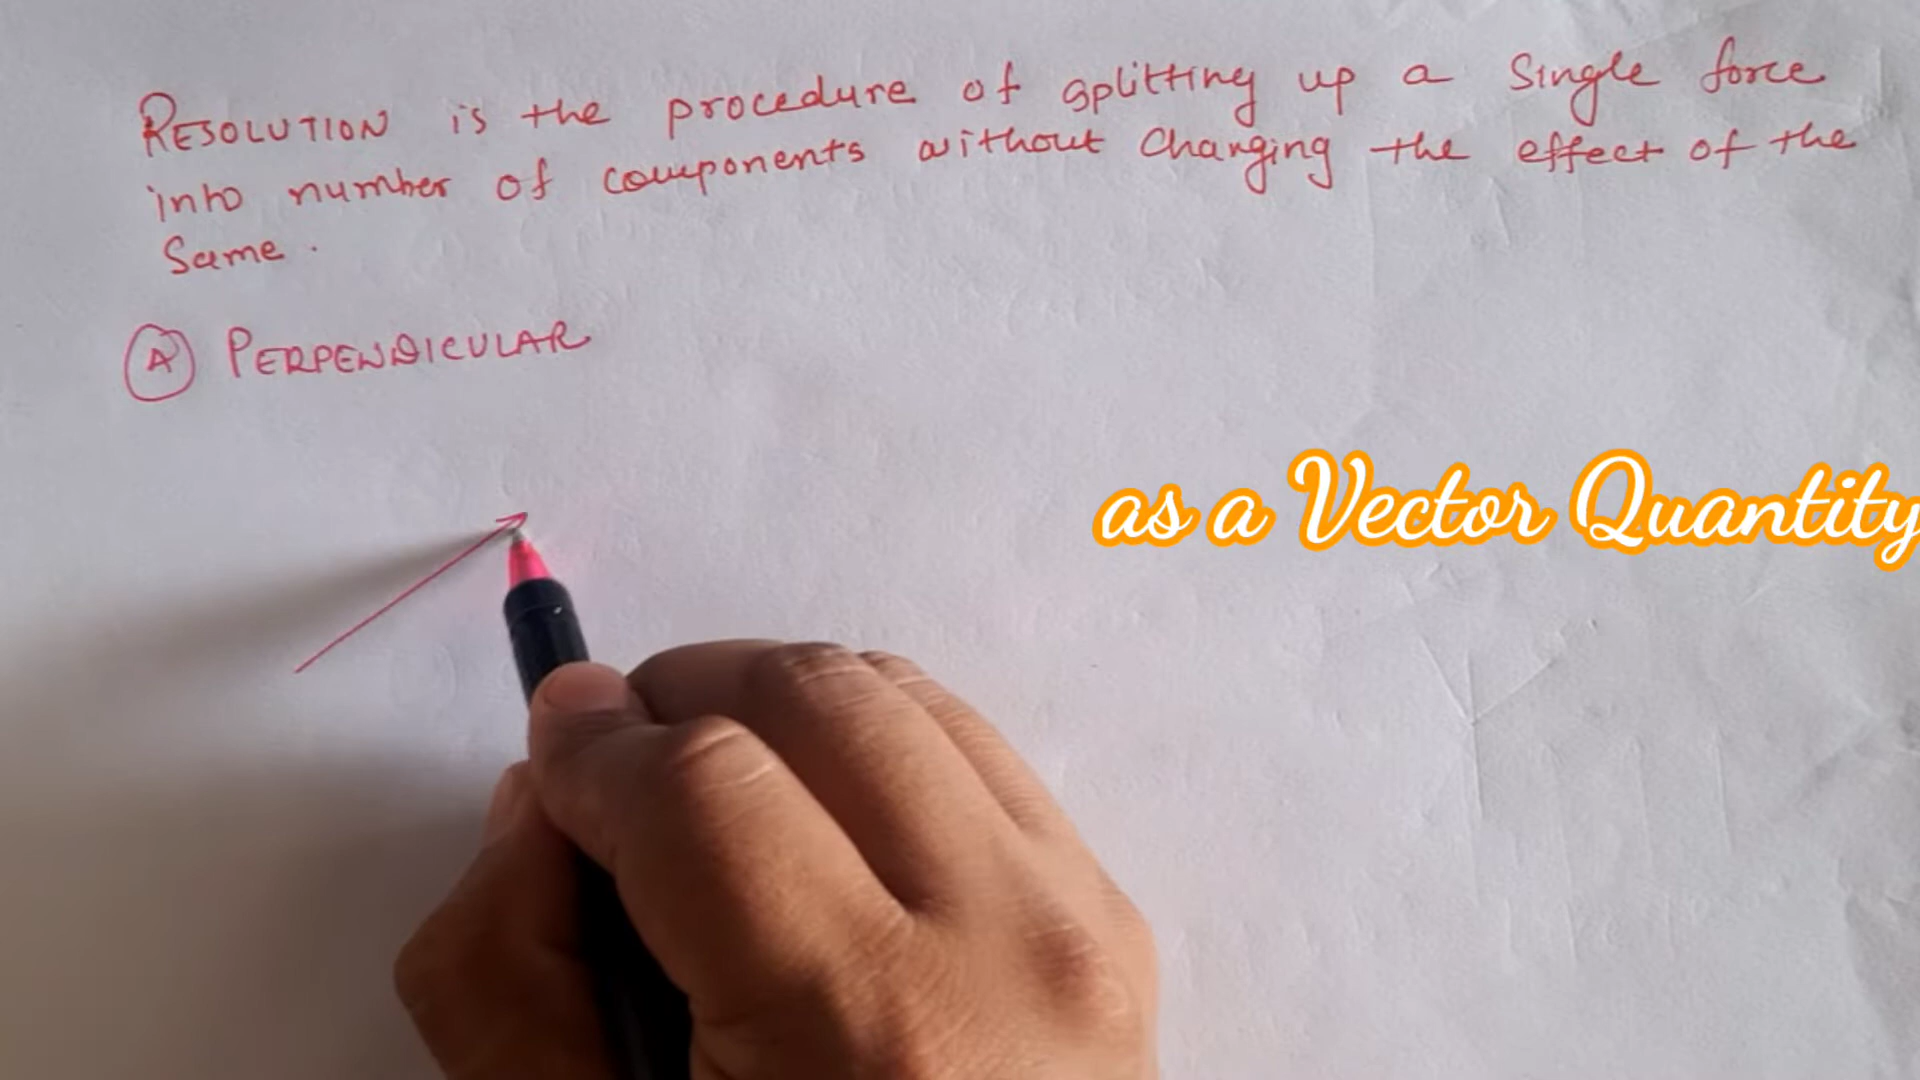 RESOLUTION is the procedure of splitting up a single force
into number of components without changing the effect of the
Same.
A PERPENDICULAR
as a Vector Quantity